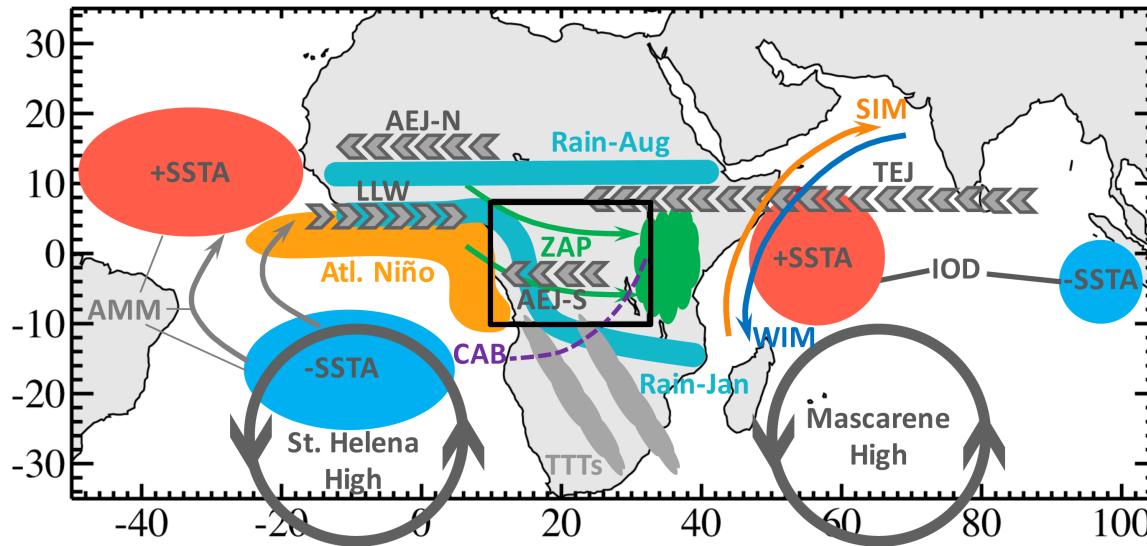 30
20
10
0
-10
-20
-30
-40
-20
0
20
40
60
80
100
AEJ-N
Rain-Aug
SIM
+SSTA
LLW
TEJ
ZAP
Atl. Niño
AEJ-S
+SSTA
IOD
-SSTA
AMM
CAB
WIM
-SSTA
Rain-Jan
St. Helena
High
TTTs
Mascarene
High